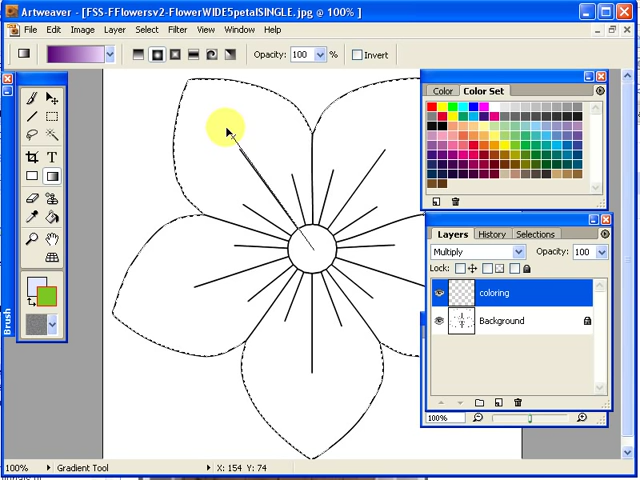 Artweaver - [FSS-FFlowersv2-FlowerWIDE5petalSINGLE.jpg @ 100% ]
File Edit Image Layer Select Filter View Window Help
Opacity: 100 % Invert
Color Color Set
Layers History Selections
Multiply Opacity: 100
Lock:
coloring
Background
100%
Brush
100% Gradient Tool X: 154 Y: 74